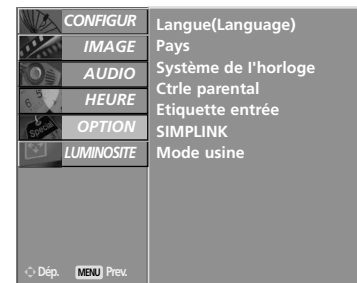 CONFIGUR
IMAGE
AUDIO
HEURE
OPTION
LUMINOSITE
Langue(Language)
Pays
Système de l'horloge
Ctrle parental
Etiquette entrée
SIMPLINK
Mode usine
Dép. MENU Prev.